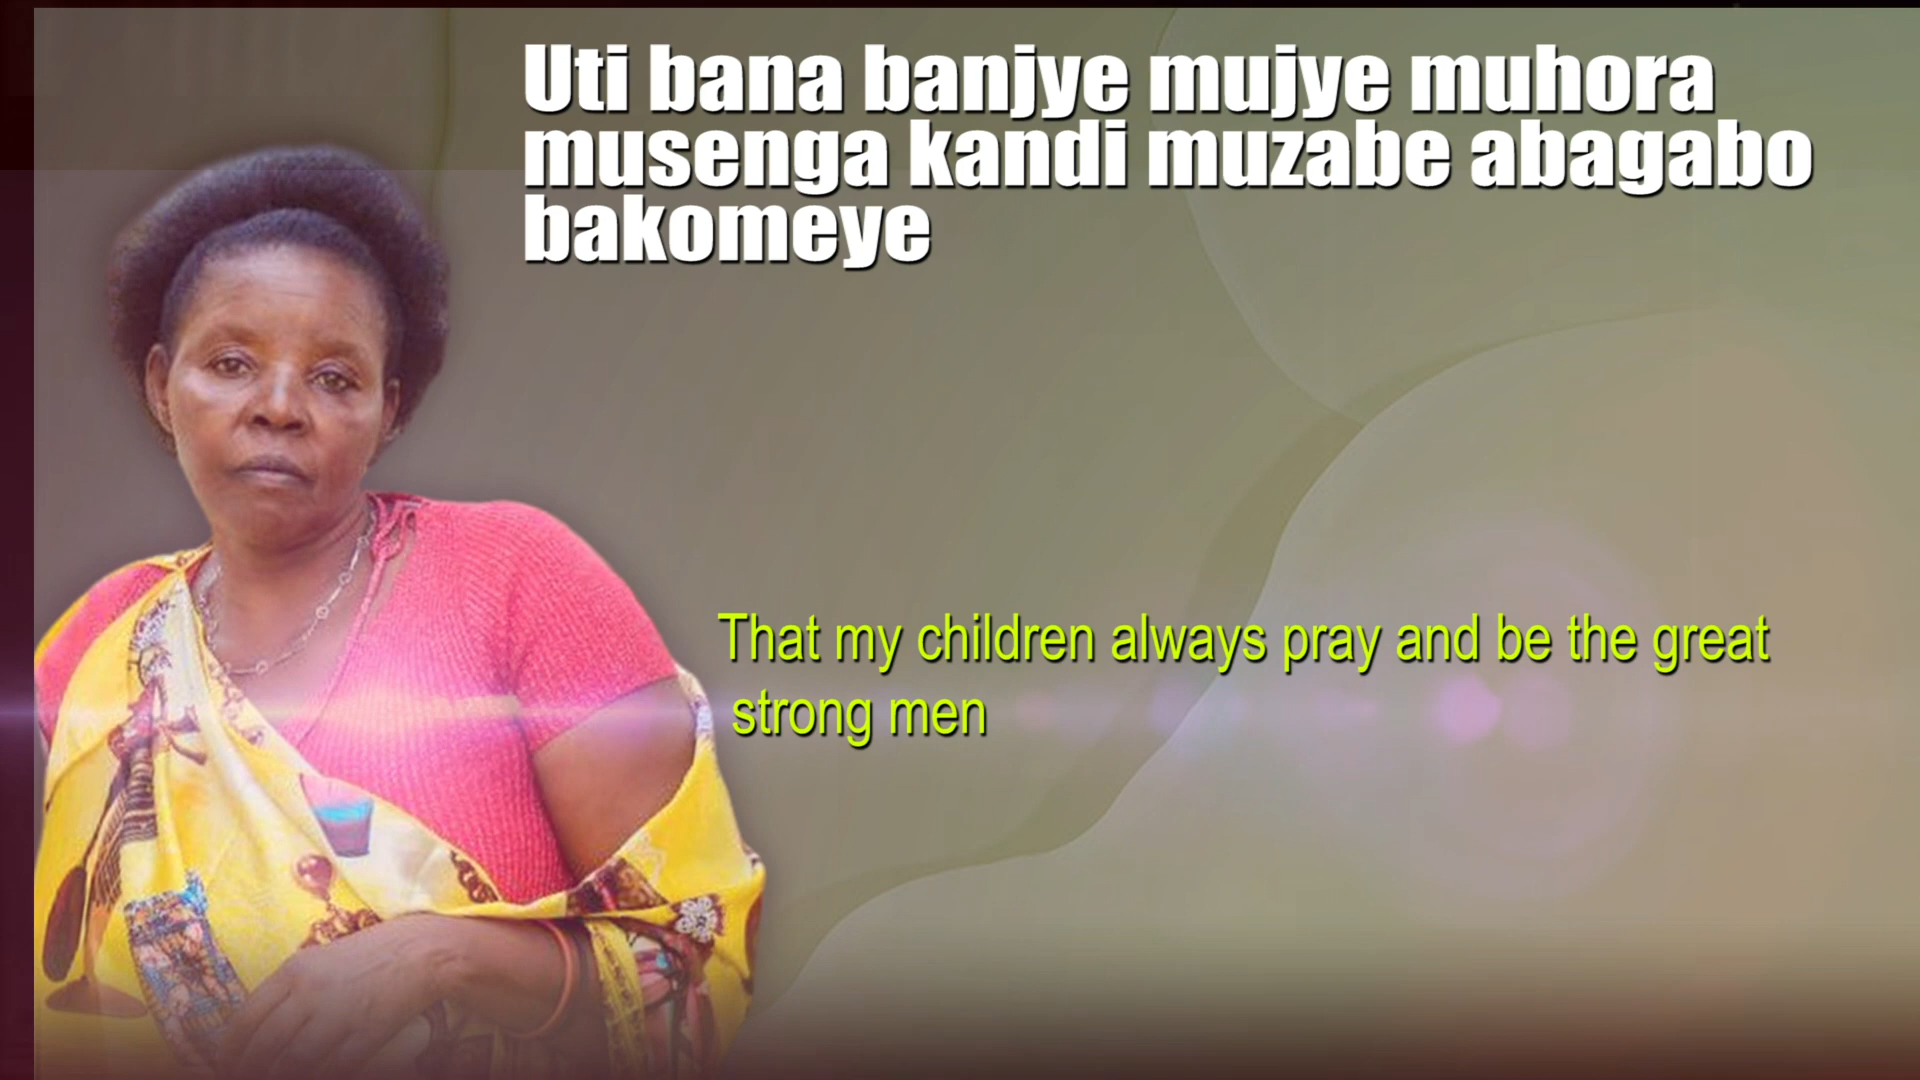 Uti bana banjye mujye muhora
musenga kandi muzabe abagabo
bakomeye
That my children always pray and be the great
strong men